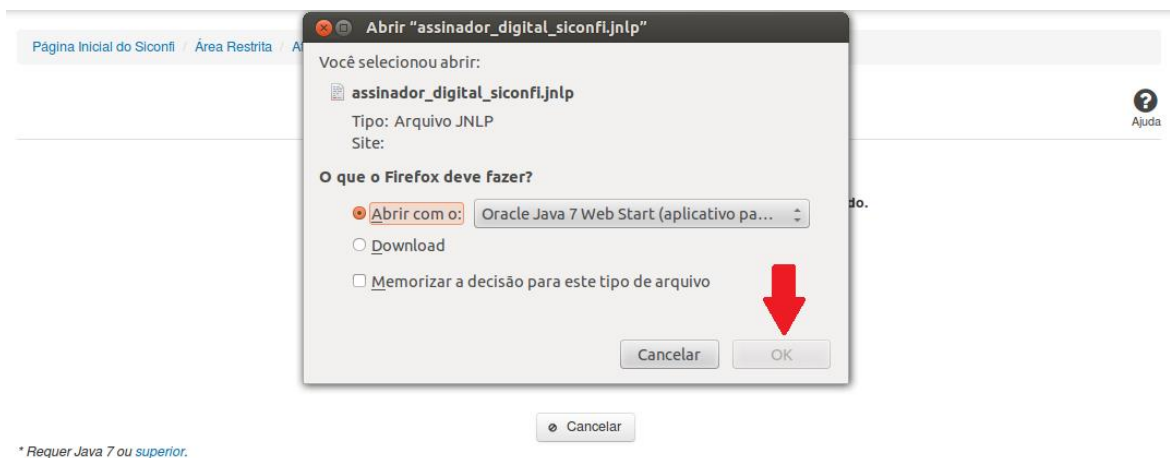 Abrir “assinador_digital_siconfi.jnlp”
Página Inicial do Siconfi / Área Restrita /
Você selecionou abrir:
assinador_digital_siconfi.jnlp
Tipo: Arquivo JNLP
Site:
Ajuda
O que o Firefox deve fazer?
Abrir com o: Oracle Java 7 Web Start (aplicativo pa...
do.
Download
Memorizar a decisão para este tipo de arquivo
Cancelar OK
Cancelar
* Requer Java 7 ou superior.